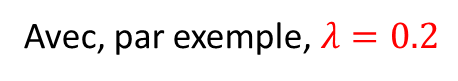 Avec, par exemple, λ = 0.2